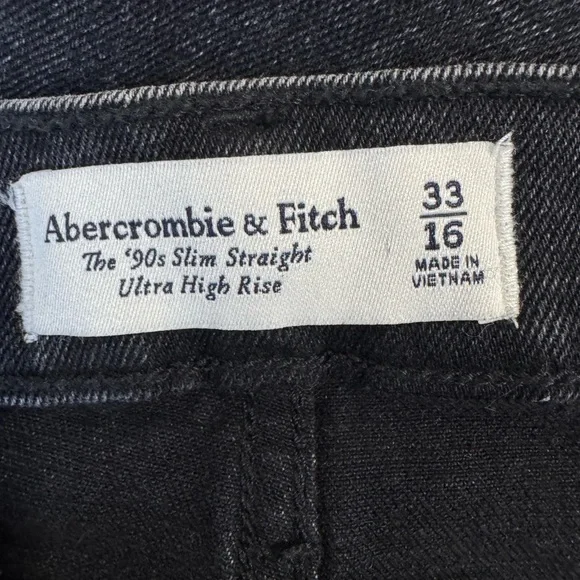 Abercrombie & Fitch
The '90s Slim Straight
Ultra High Rise
33
16
MADE IN
VIETNAM